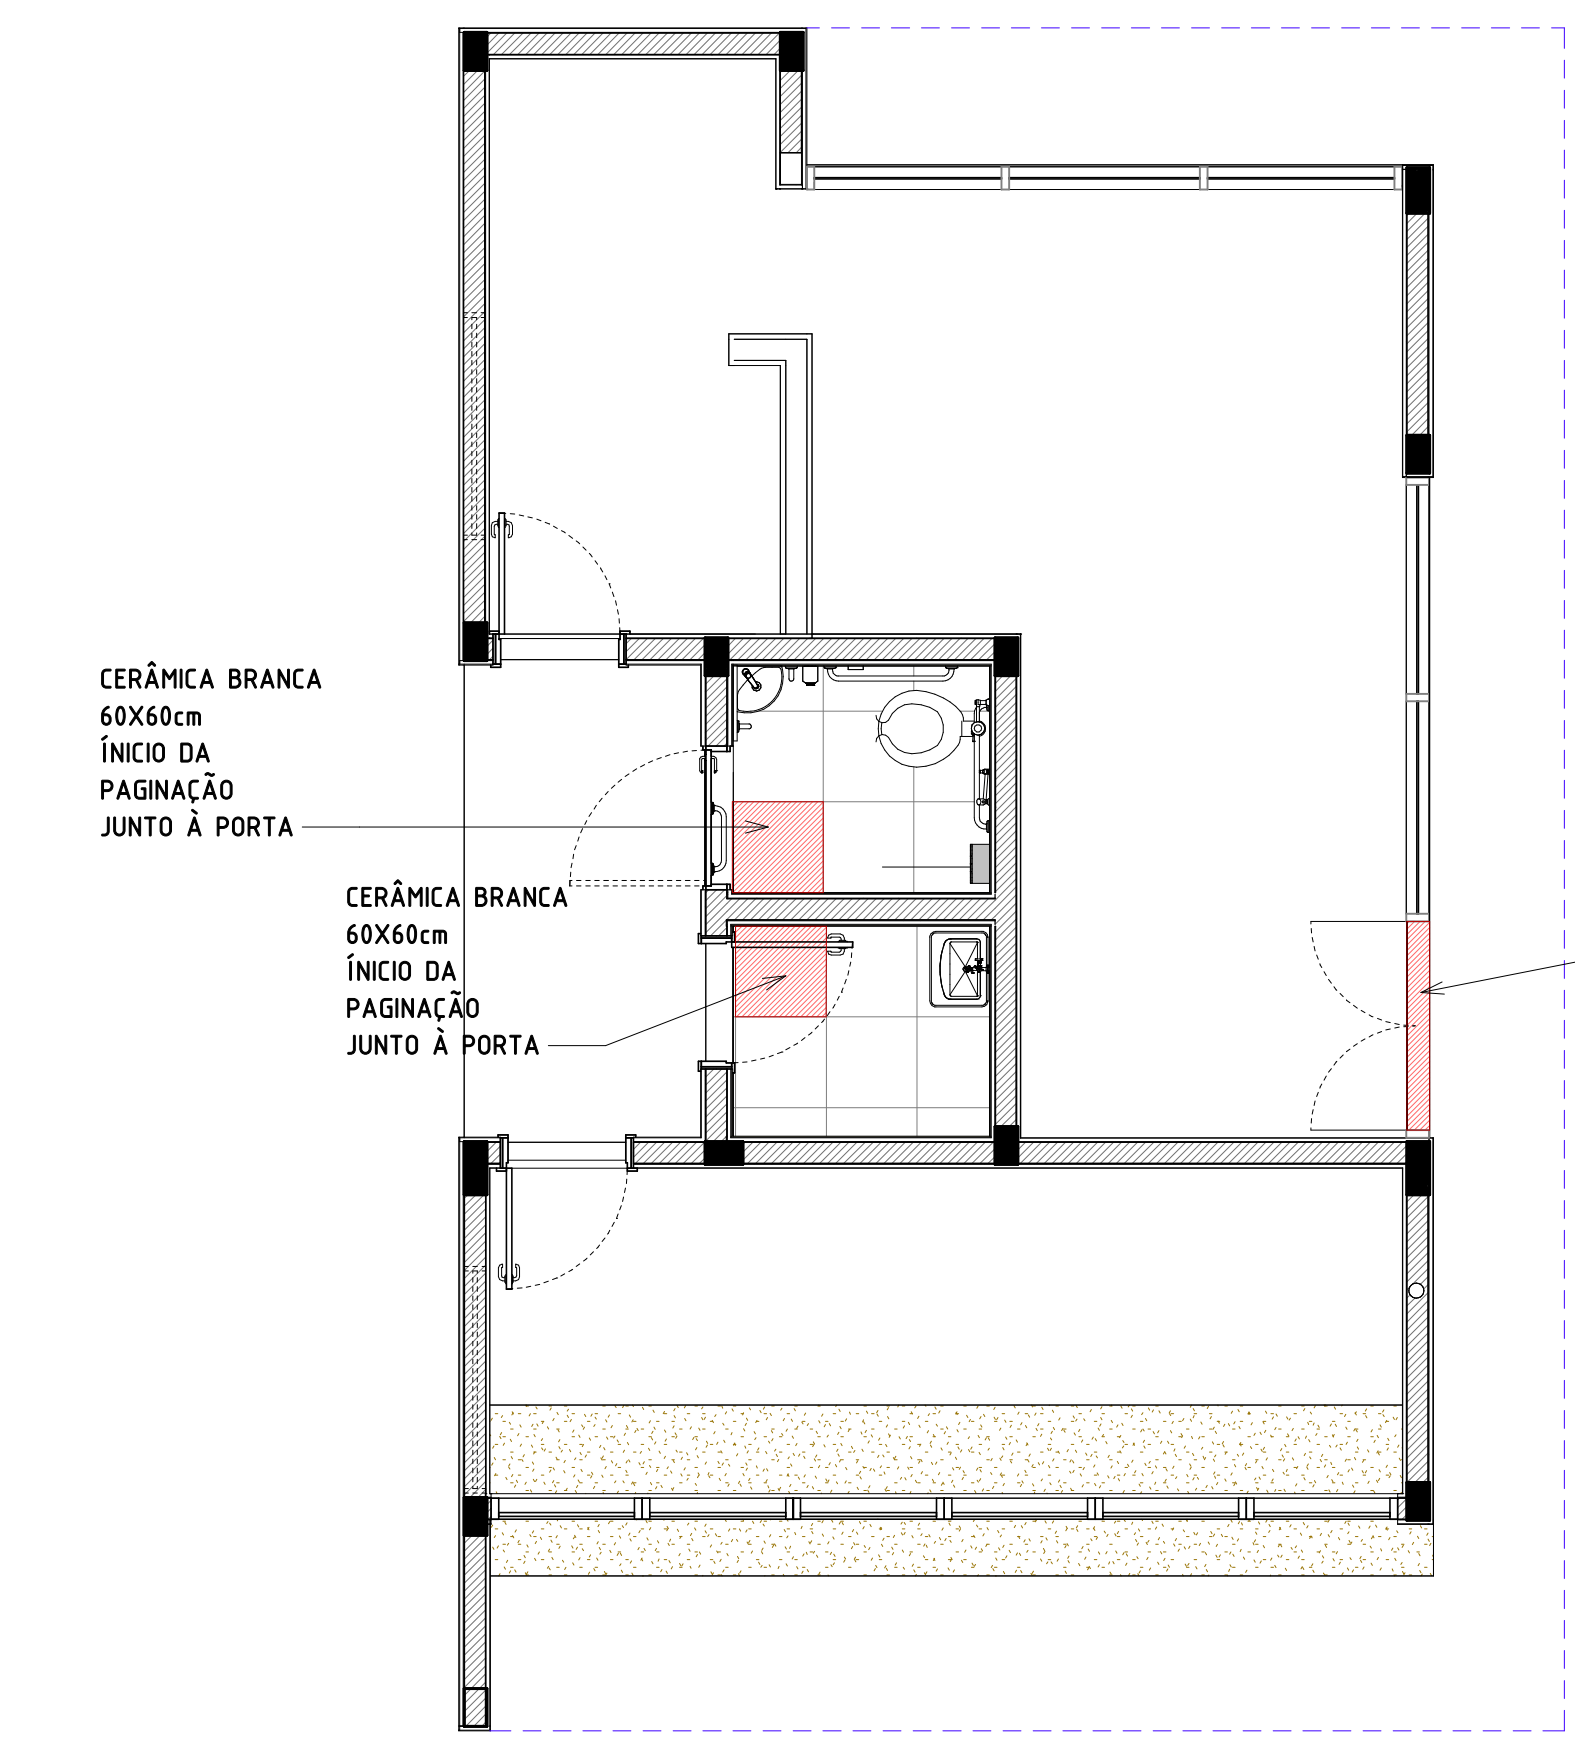 CERÂMICA BRANCA
60X60cm
ÍNICIO DA
PAGINAÇÃO
JUNTO À PORTA
CERÂMICA BRANCA
60X60cm
ÍNICIO DA
PAGINAÇÃO
JUNTO À PORTA